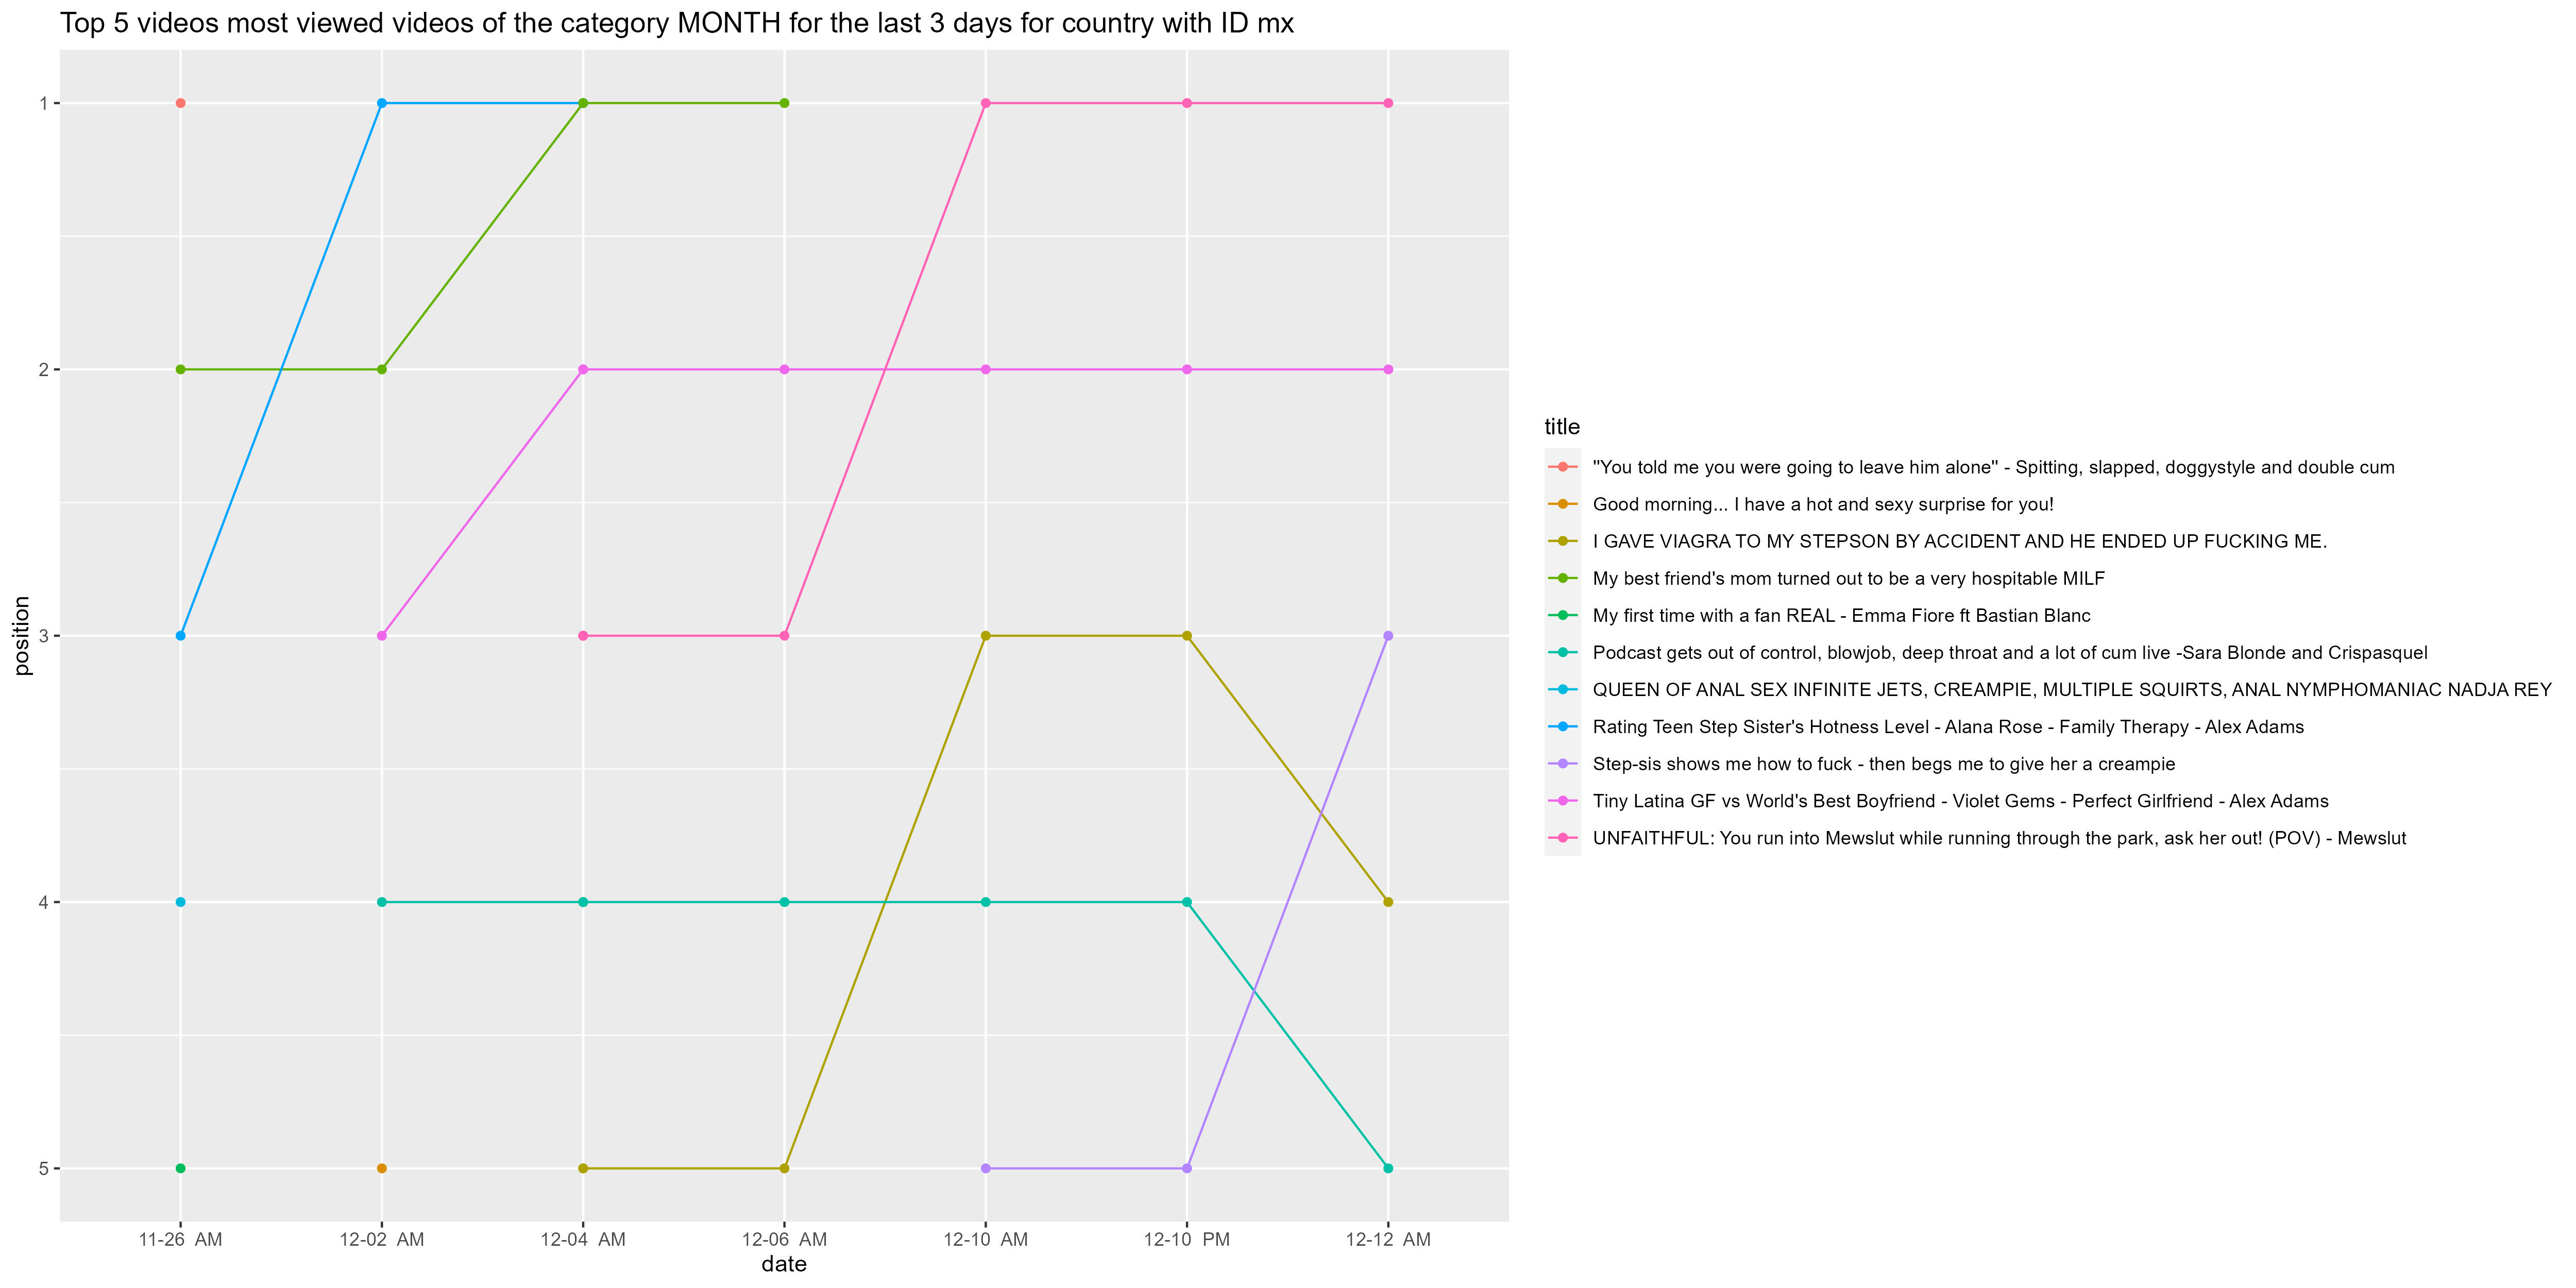 Top 5 videos most viewed videos of the category MONTH for the last 3 days for country with ID mx
position
1
2
3
4
5
11-26 AM
12-02 AM
12-04 AM
12-06 AM
12-10 AM
12-10 PM
12-12 AM
date
title
"You told me you were going to leave him alone" - Spitting, slapped, doggystyle and double cum
Good morning... I have a hot and sexy surprise for you!
I GAVE VIAGRA TO MY STEPSON BY ACCIDENT AND HE ENDED UP FUCKING ME.
My best friend's mom turned out to be a very hospitable MILF
My first time with a fan REAL - Emma Fiore ft Bastian Blanc
Podcast gets out of control, blowjob, deep throat and a lot of cum live -Sara Blonde and Crispasquel
QUEEN OF ANAL SEX INFINITE JETS, CREAMPIE, MULTIPLE SQUIRTS, ANAL NYMPHOMANIAC NADJA REY
Rating Teen Step Sister's Hotness Level - Alana Rose - Family Therapy - Alex Adams
Step-sis shows me how to fuck - then begs me to give her a creampie
Tiny Latina GF vs World's Best Boyfriend - Violet Gems - Perfect Girlfriend - Alex Adams
UNFAITHFUL: You run into Mewslut while running through the park, ask her out! (POV) - Mewslut